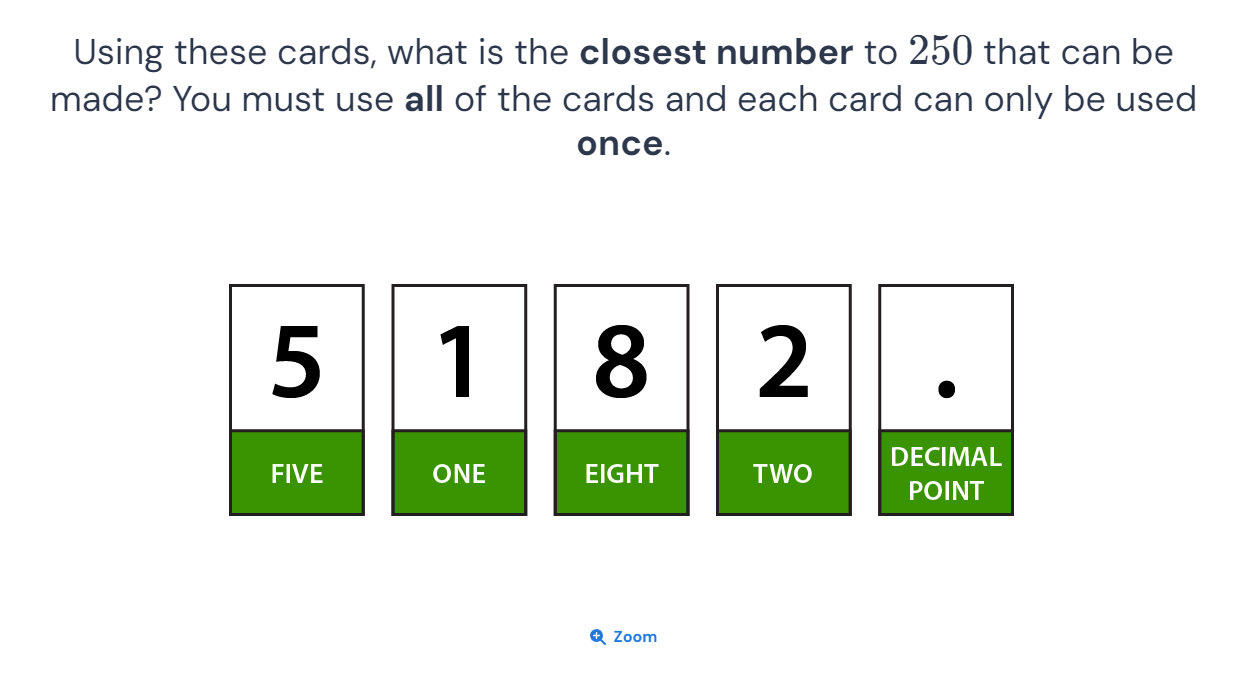 Using these cards, what is the closest number to 250 that can be
made? You must use all of the cards and each card can only be used
once.
5 1 8 2 .
FIVE ONE EIGHT TWO DECIMAL POINT
Zoom